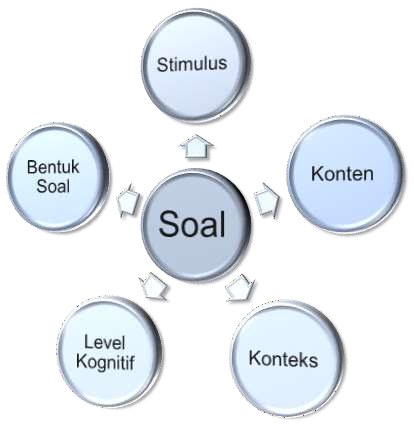 Stimulus
Bentuk
Soal
Konten
Soal
Level
Kognitif
Konteks